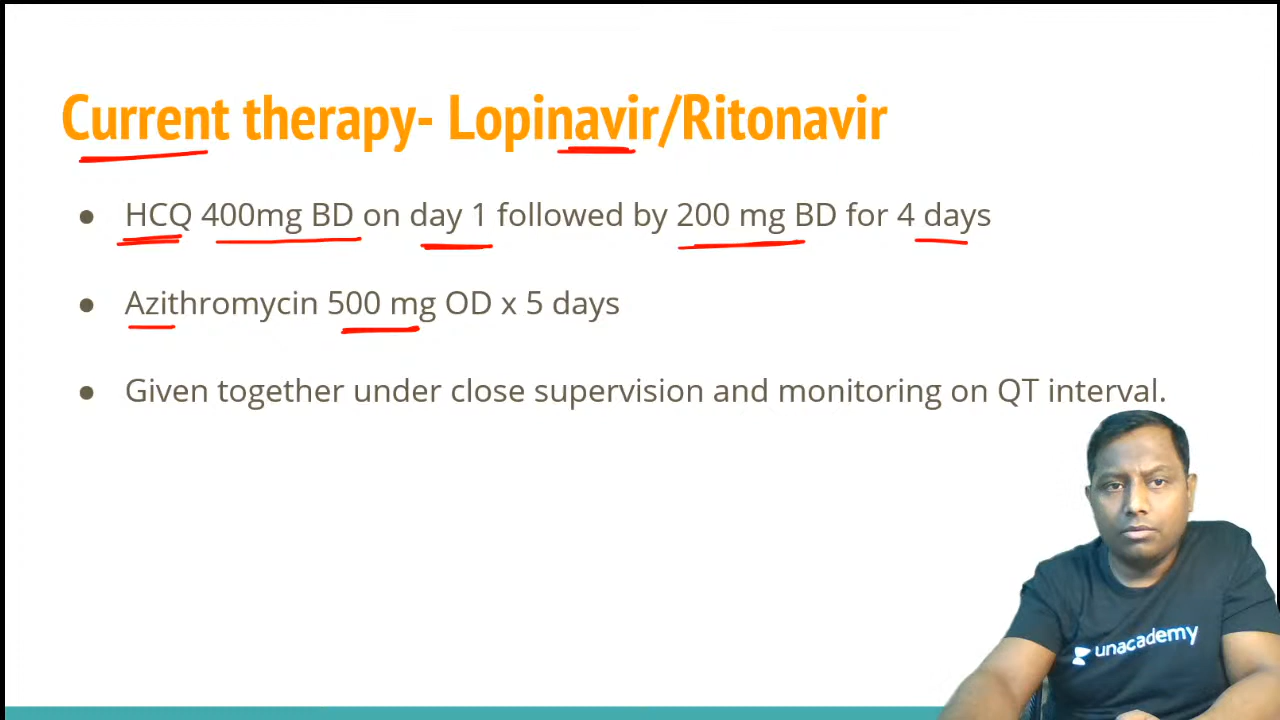 Current therapy- Lopinavir/Ritonavir
● HCQ 400mg BD on day 1 followed by 200 mg BD for 4 days
● Azithromycin 500 mg OD x 5 days
● Given together under close supervision and monitoring on QT interval.
unacademy